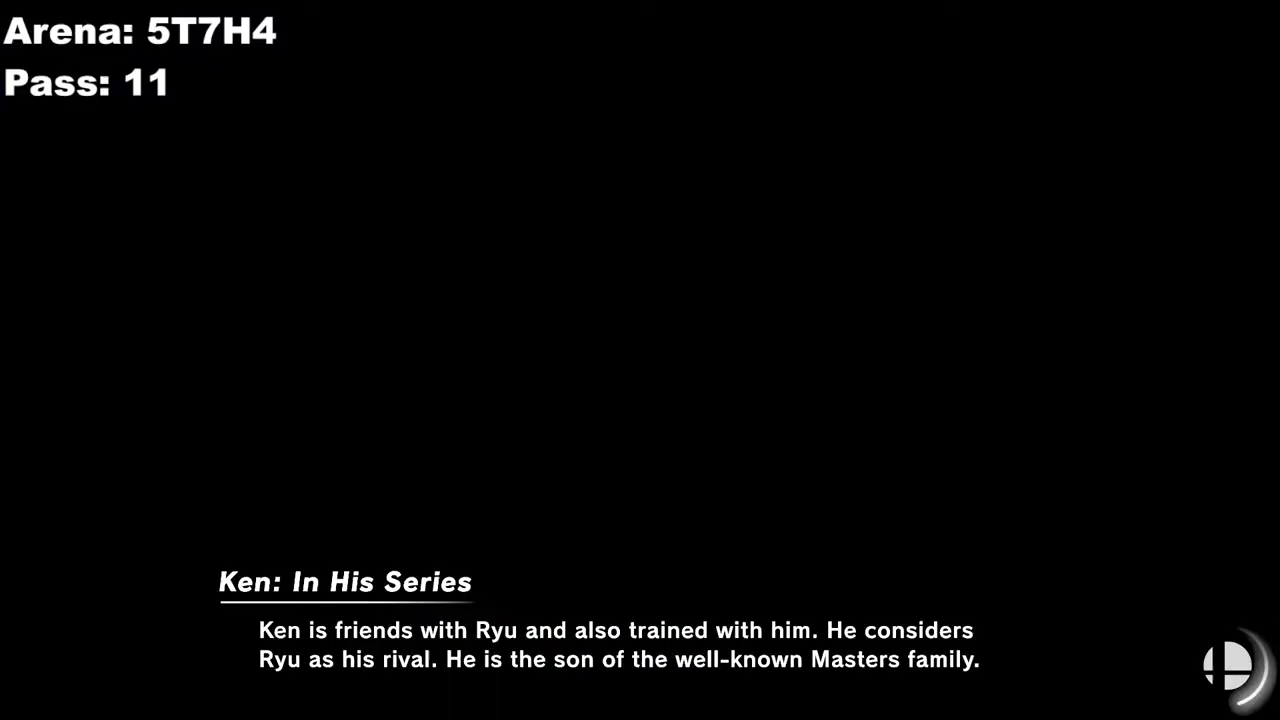 Arena: 5T7H4
Pass: 11
Ken: In His Series
Ken is friends with Ryu and also trained with him. He considers
Ryu as his rival. He is the son of the well-known Masters family.